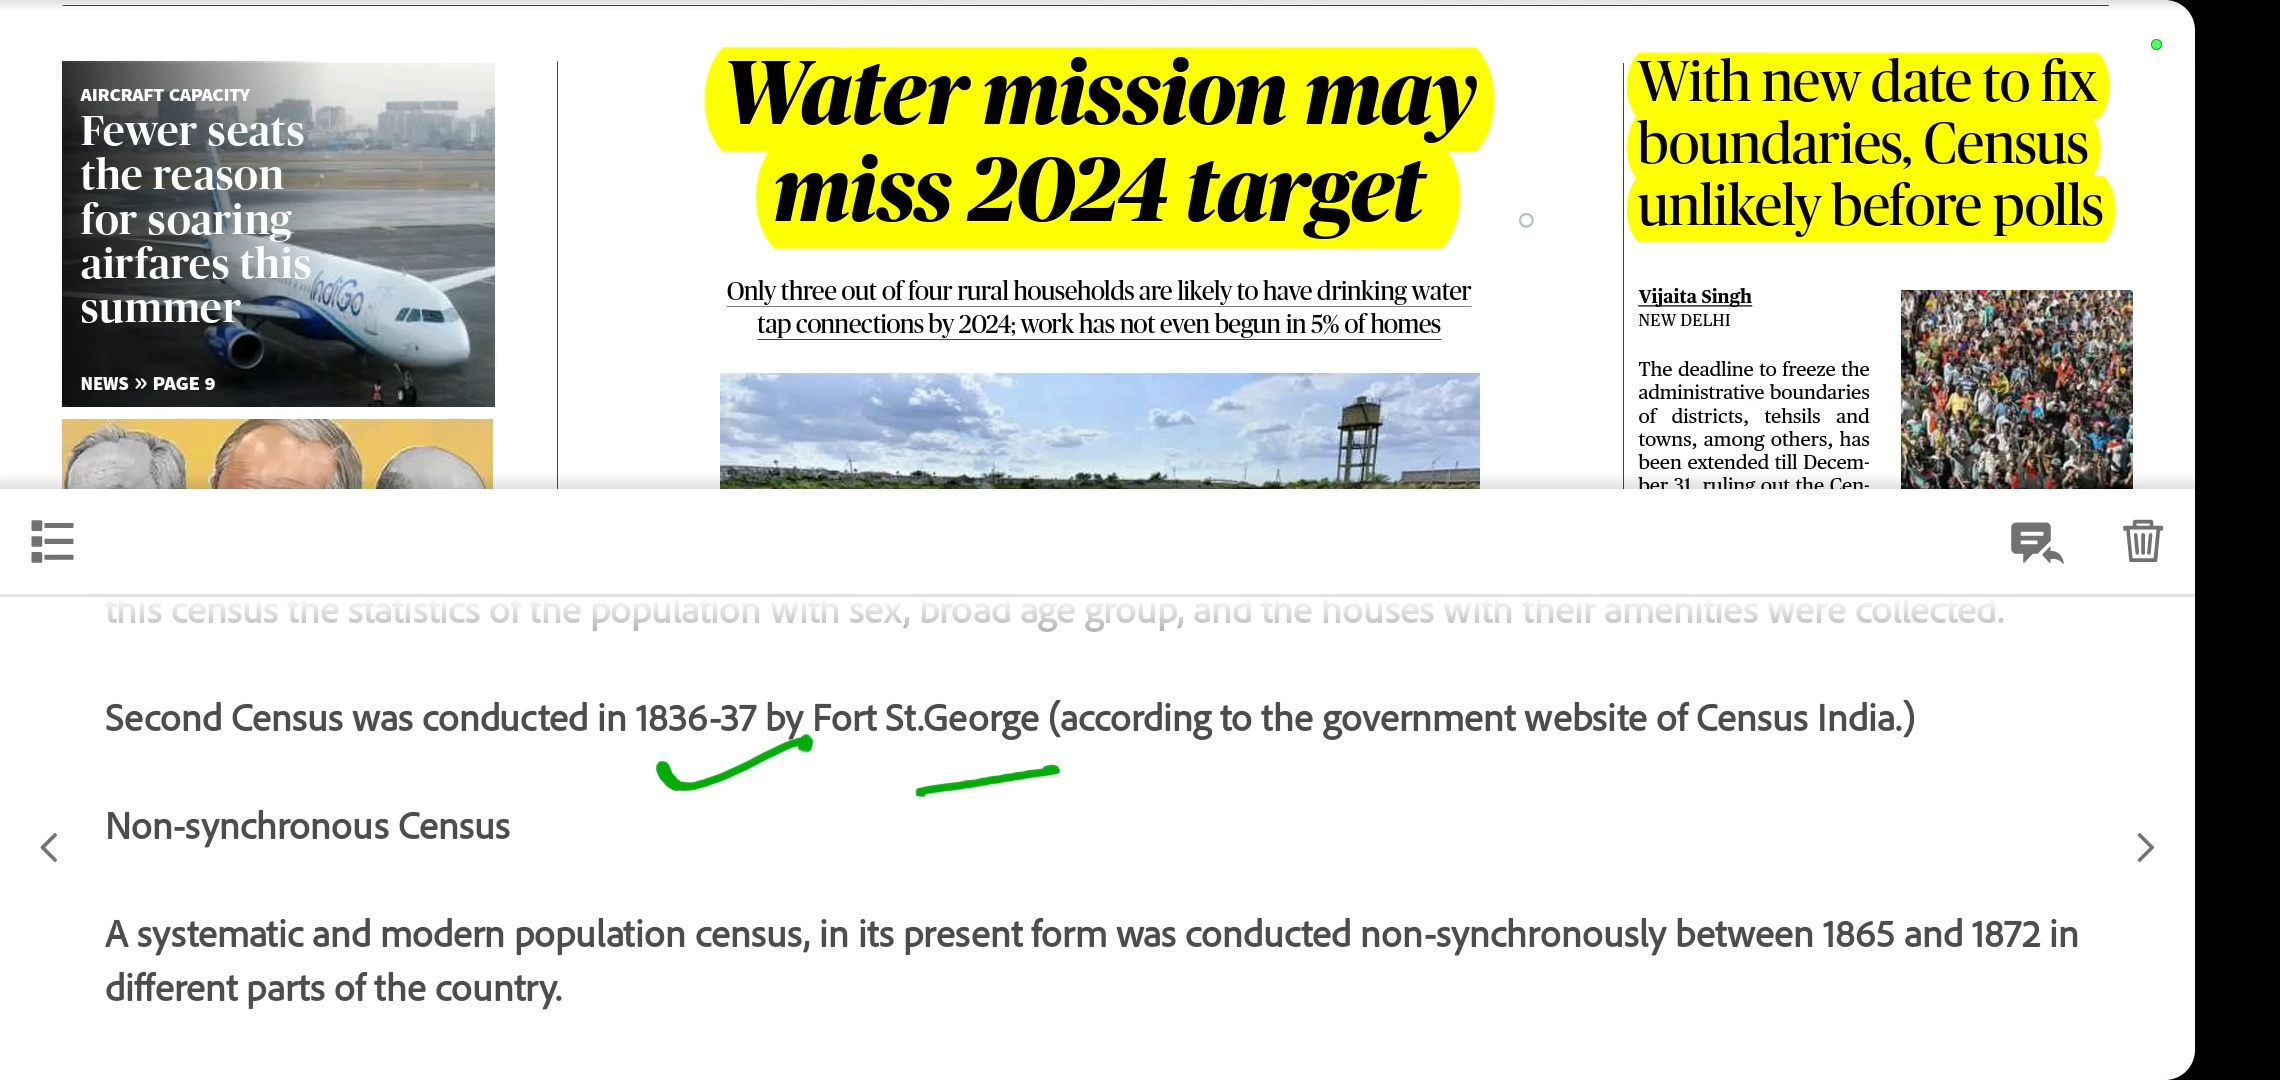 AIRCRAFT CAPACITY
Fewer seats
the reason
for soaring
airfares this
summer
IndiGo
NEWS » PAGE 9
Water mission may
miss 2024 target
Only three out of four rural households are likely to have drinking water
tap connections by 2024; work has not even begun in 5% of homes
With new date to fix
boundaries, Census
unlikely before polls
Vijaita Singh
NEW DELHI
The deadline to freeze the
administrative boundaries
of districts, tehsils and
towns, among others, has
been extended till Decem-
ber 31, ruling out the Cen-
this census the statistics of the population with sex, broad age group, and the houses with their amenities were collected.
Second Census was conducted in 1836-37 by Fort St.George (according to the government website of Census India.)
Non-synchronous Census
A systematic and modern population census, in its present form was conducted non-synchronously between 1865 and 1872 in
different parts of the country.